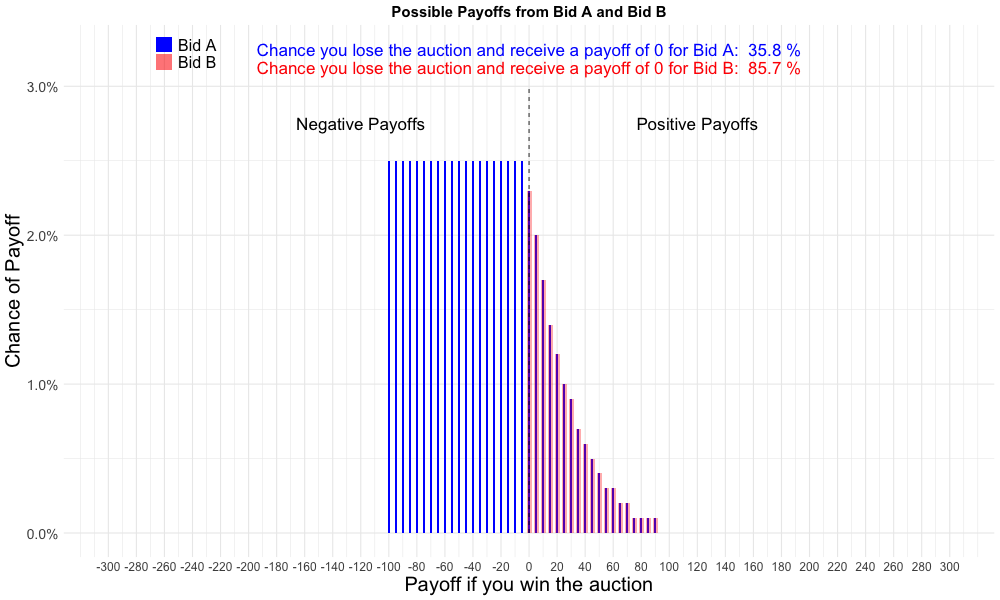 Possible Payoffs from Bid A and Bid B
Bid A
Bid B
Chance you lose the auction and receive a payoff of 0 for Bid A: 35.8 %
Chance you lose the auction and receive a payoff of 0 for Bid B: 85.7 %
Negative Payoffs
Positive Payoffs
Chance of Payoff
3.0%
2.0%
1.0%
0.0%
-300 -280 -260 -240 -220 -200 -180 -160 -140 -120 -100 -80 -60 -40 -20 0 20 40 60 80 100 120 140 160 180 200 220 240 260 280 300
Payoff if you win the auction